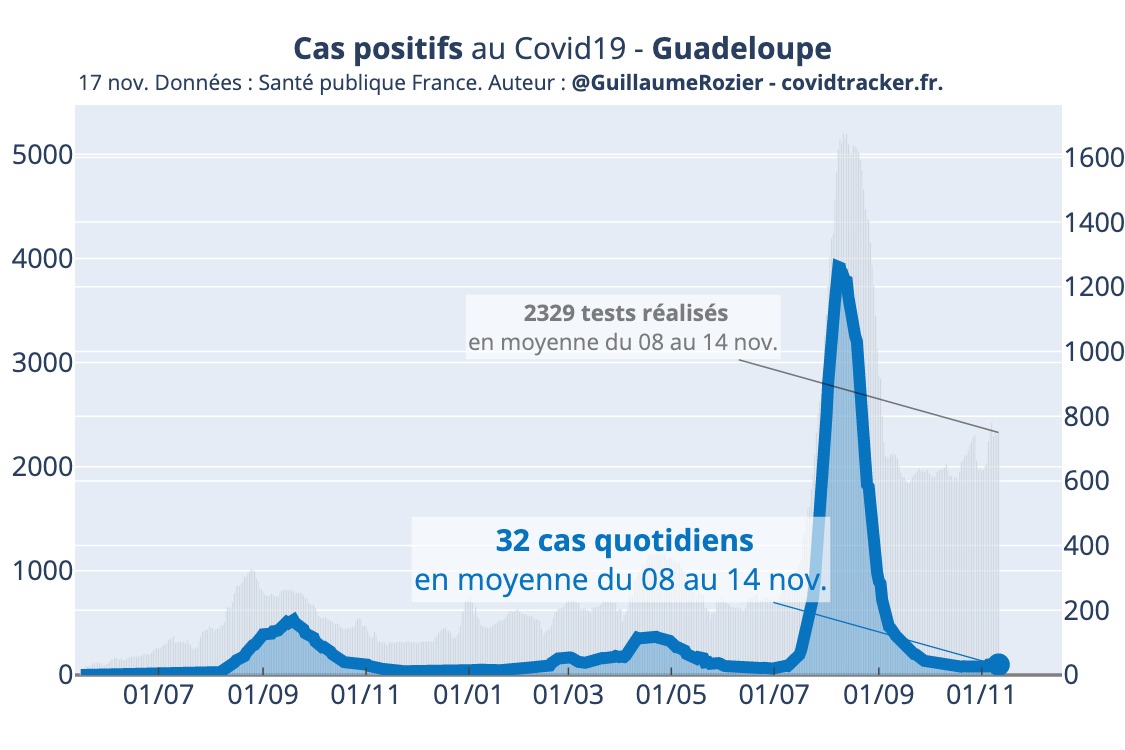 Cas positifs au Covid19 - Guadeloupe
17 nov. Données : Santé publique France. Auteur : @GuillaumeRozier - covidtracker.fr.
5000
4000
3000
2000
1000
0
1600
1400
1200
1000
800
600
400
200
0
2329 tests réalisés
en moyenne du 08 au 14 nov.
32 cas quotidiens
en moyenne du 08 au 14 nov.
01/07 01/09 01/11 01/01 01/03 01/05 01/07 01/09 01/11